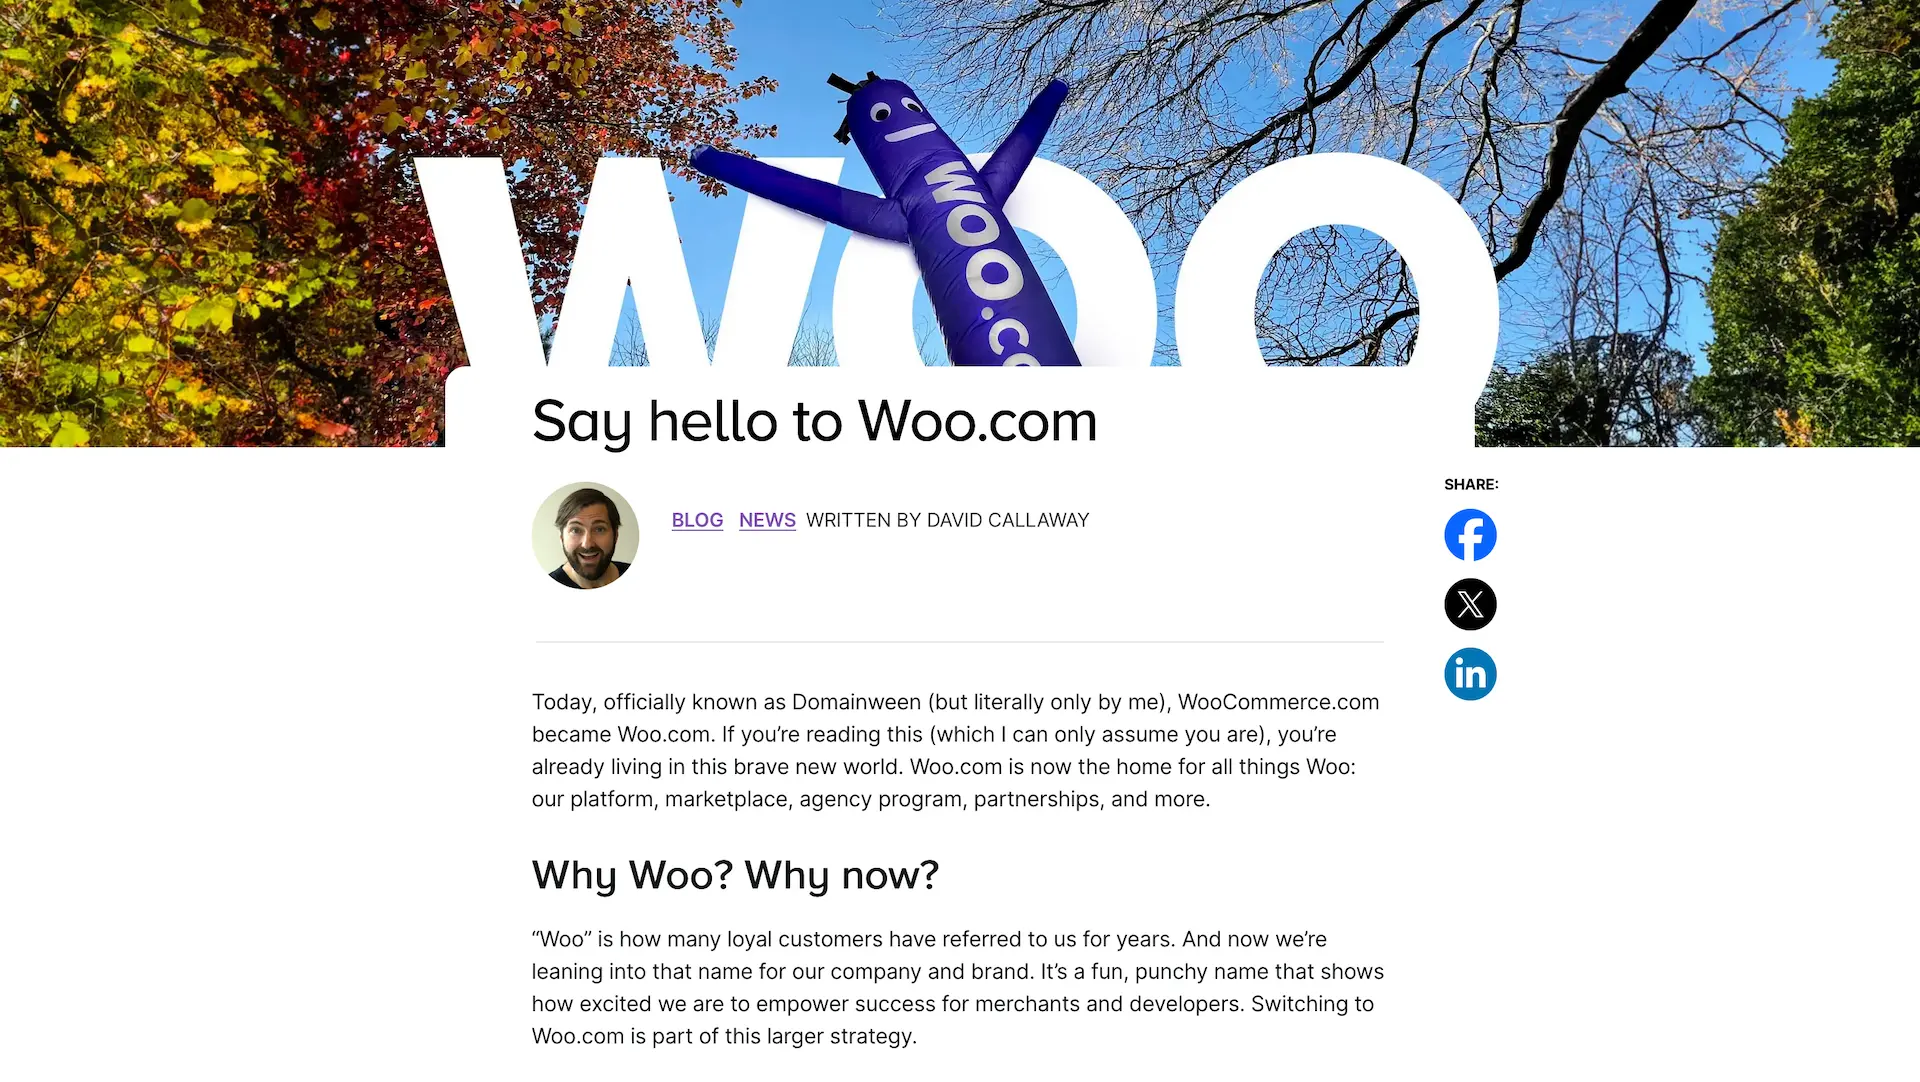 WOO
WOO.CO
Say hello to Woo.com
BLOG NEWS WRITTEN BY DAVID CALLAWAY
SHARE:
Today, officially known as Domainween (but literally only by me), WooCommerce.com
became Woo.com. If you’re reading this (which I can only assume you are), you’re
already living in this brave new world. Woo.com is now the home for all things Woo:
our platform, marketplace, agency program, partnerships, and more.
Why Woo? Why now?
“Woo” is how many loyal customers have referred to us for years. And now we’re
leaning into that name for our company and brand. It’s a fun, punchy name that shows
how excited we are to empower success for merchants and developers. Switching to
Woo.com is part of this larger strategy.